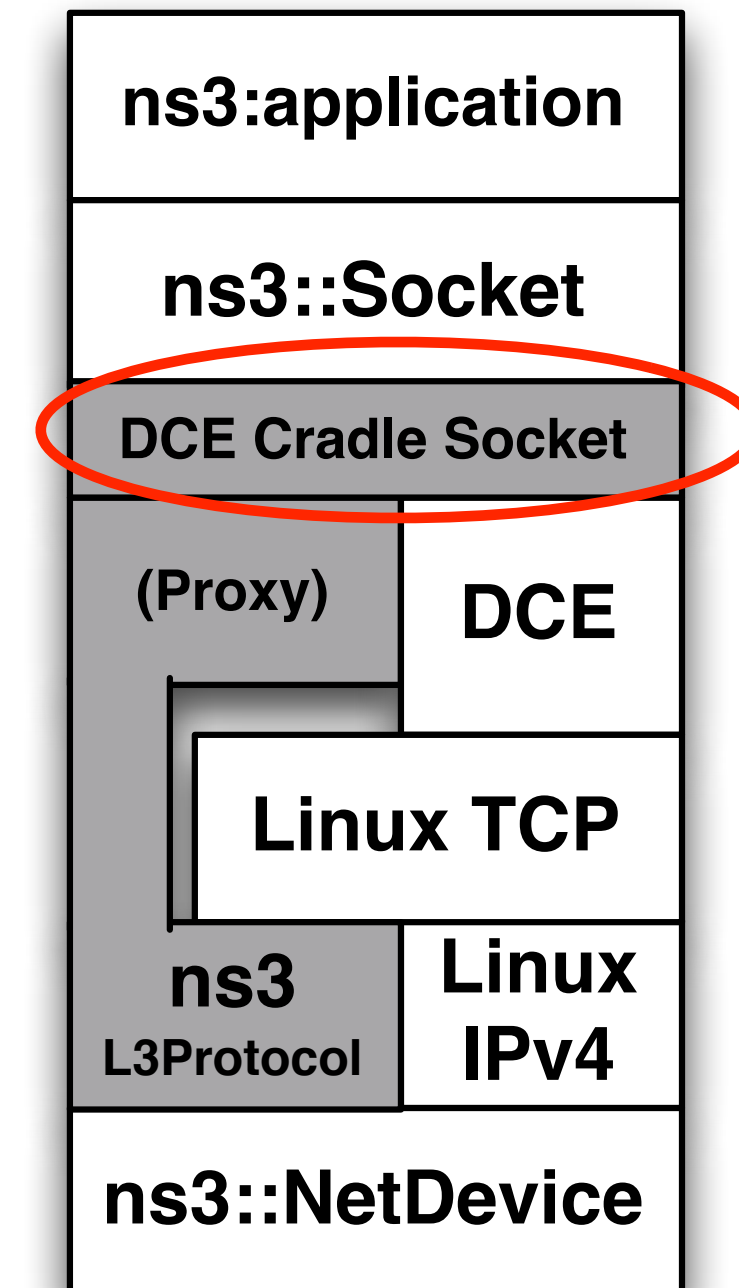 ns3:application
ns3::Socket
DCE Cradle Socket
(Proxy)
DCE
Linux TCP
ns3
L3Protocol
Linux
IPv4
ns3::NetDevice